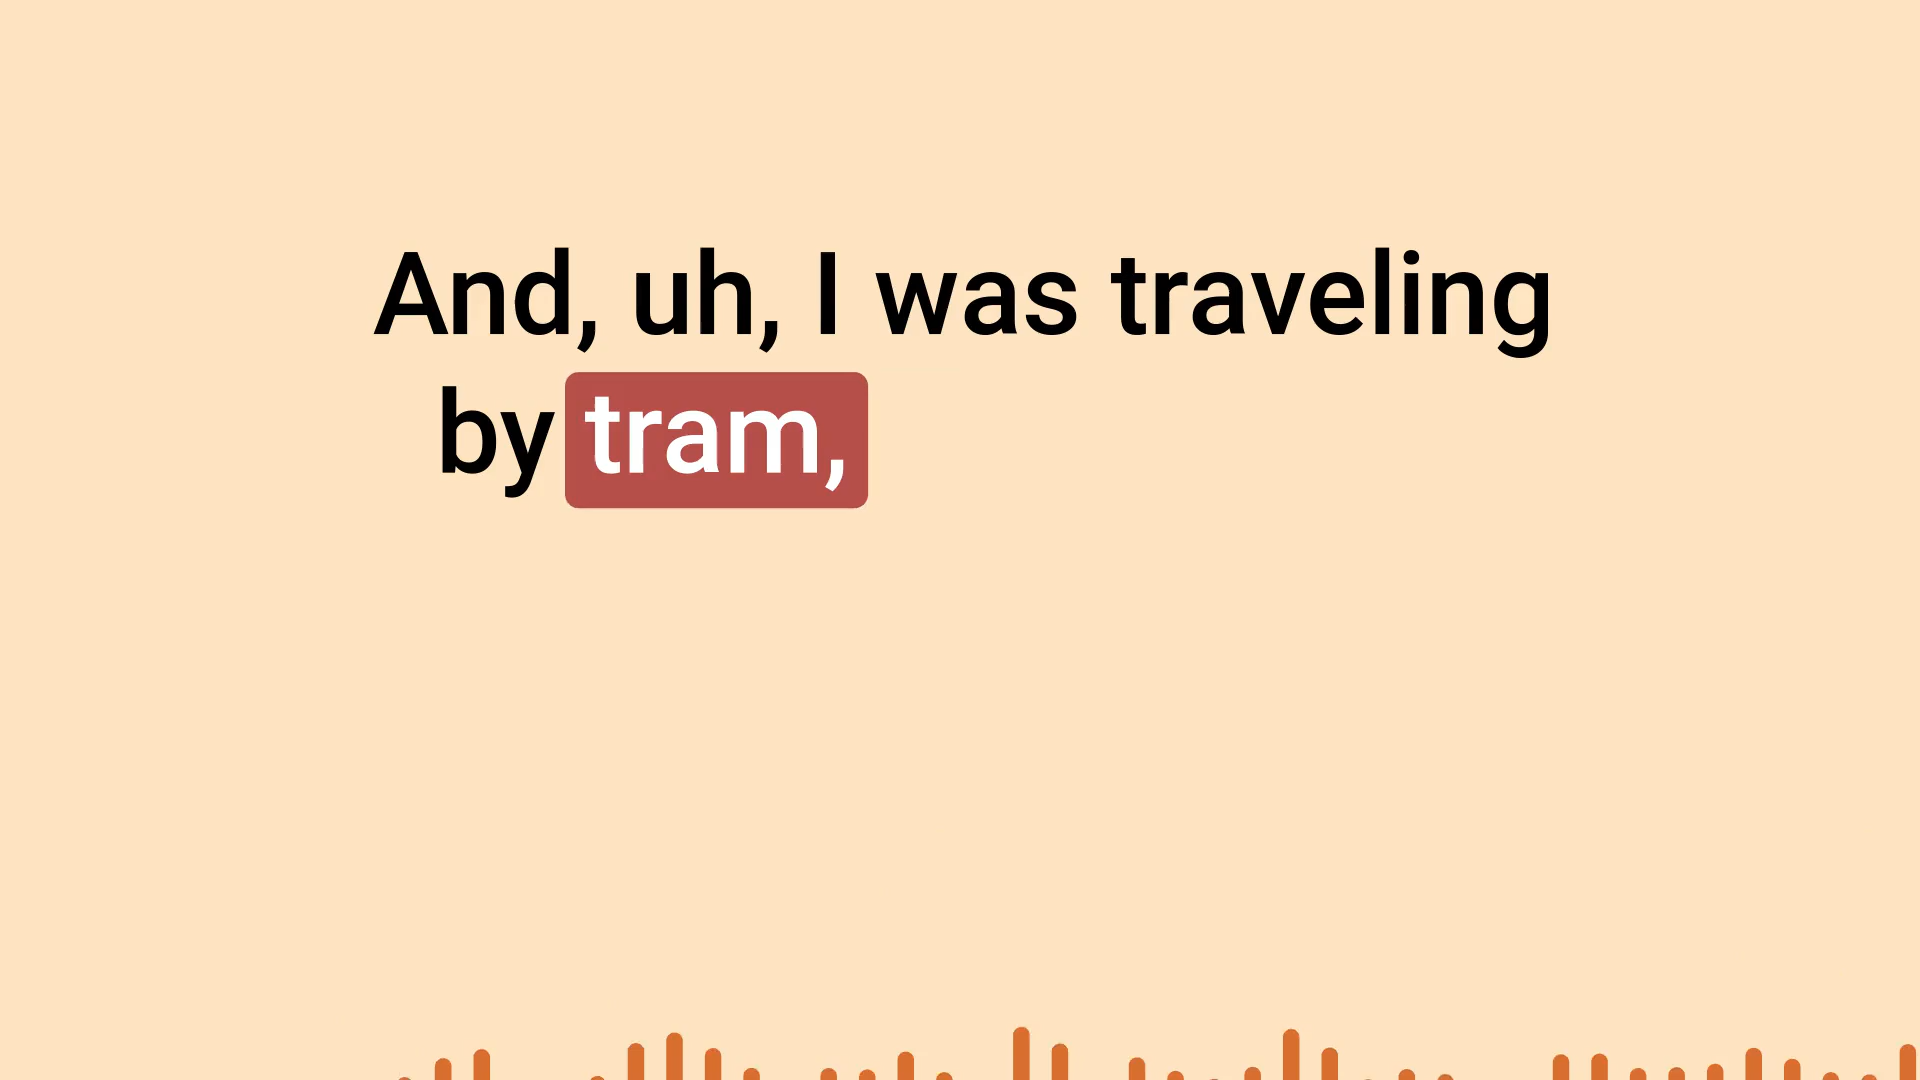 And, uh, I was traveling
by tram,